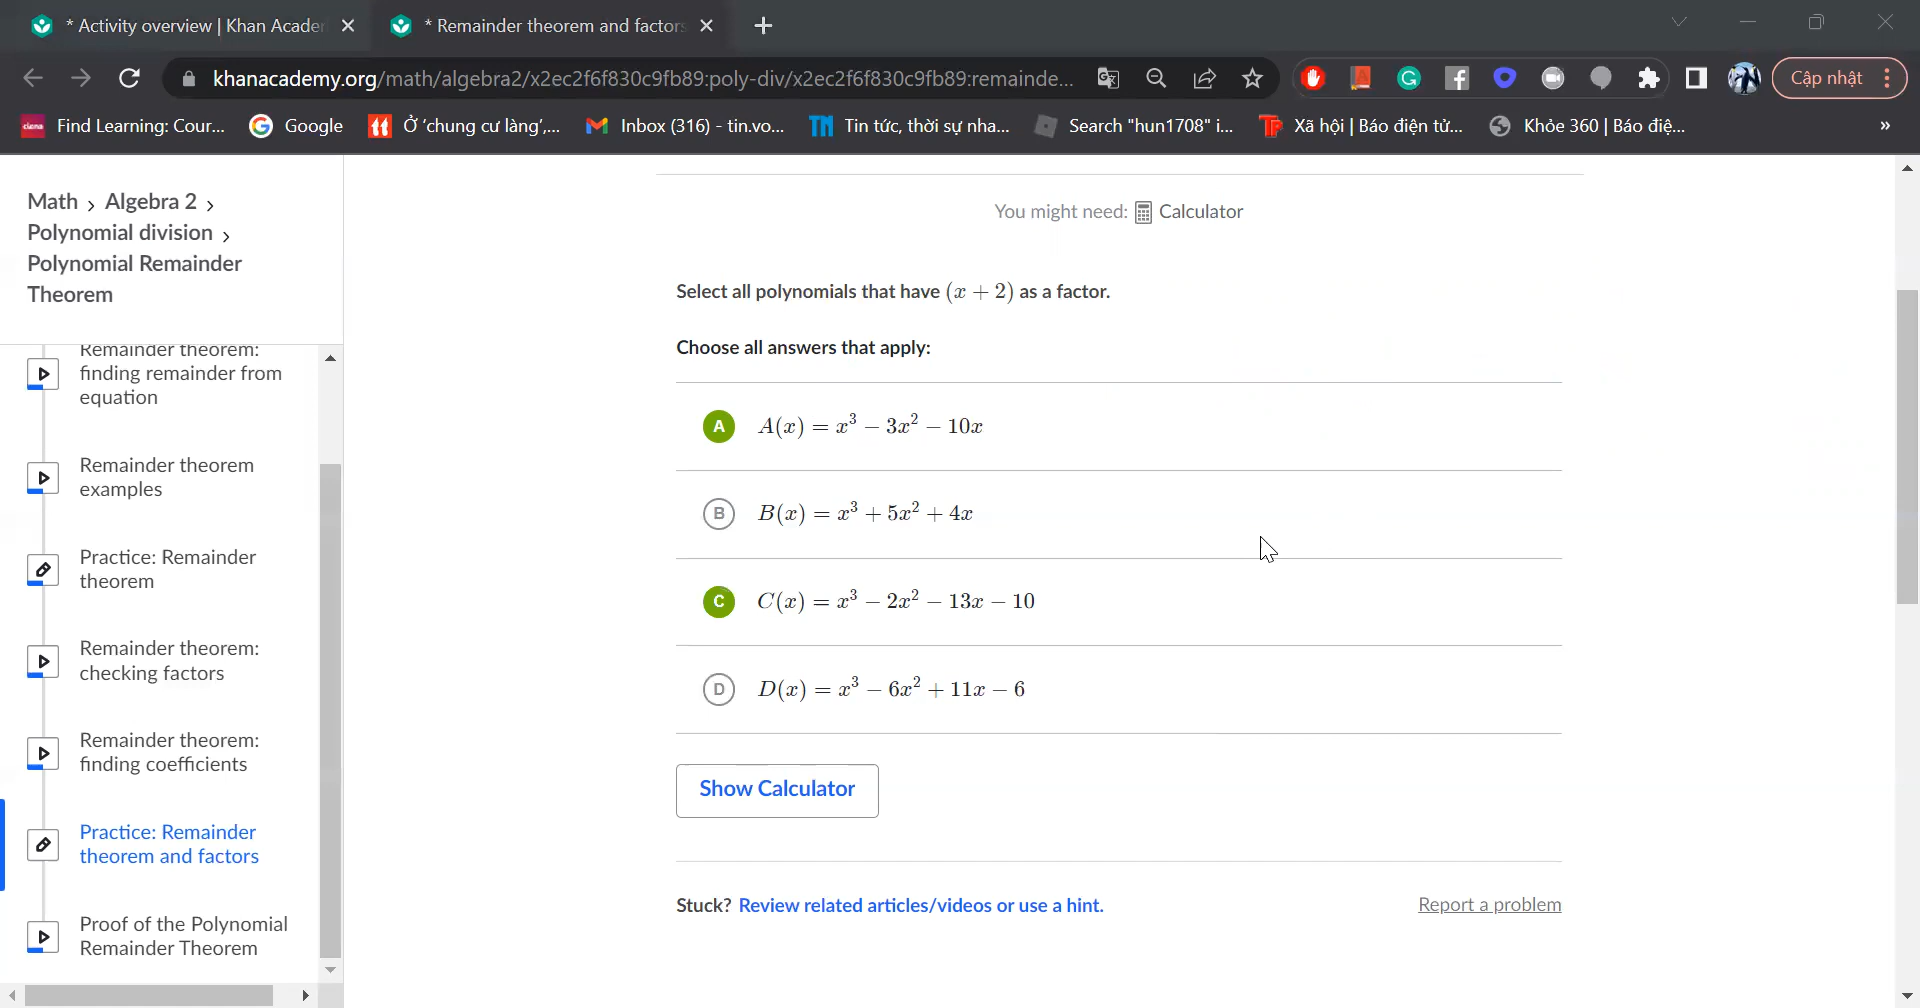 * Activity overview | Khan Acade
* Remainder theorem and factors
khanacademy.org/math/algebra2/x2ec2f6f830c9fb89:poly-div/x2ec2f6f830c9fb89:remainde...
Cập nhật
ciena Find Learning: Cour...
Google
Ở 'chung cư làng',...
Inbox (316) - tin.vo...
Tin tức, thời sự nha...
Search "hun1708" i...
Xã hội | Báo điện tử...
Khỏe 360 | Báo điệ...
»
Math › Algebra 2 ›
Polynomial division ›
Polynomial Remainder
Theorem
Remainder theorem:
finding remainder from
equation
Remainder theorem
examples
Practice: Remainder
theorem
Remainder theorem:
checking factors
Remainder theorem:
finding coefficients
Practice: Remainder
theorem and factors
Proof of the Polynomial
Remainder Theorem
You might need: Calculator
Select all polynomials that have (x + 2) as a factor.
Choose all answers that apply:
A A(x) = x³ − 3x² − 10x
B B(x) = x³ + 5x² + 4x
C C(x) = x³ − 2x² − 13x − 10
D D(x) = x³ − 6x² + 11x − 6
Show Calculator
Stuck? Review related articles/videos or use a hint.
Report a problem